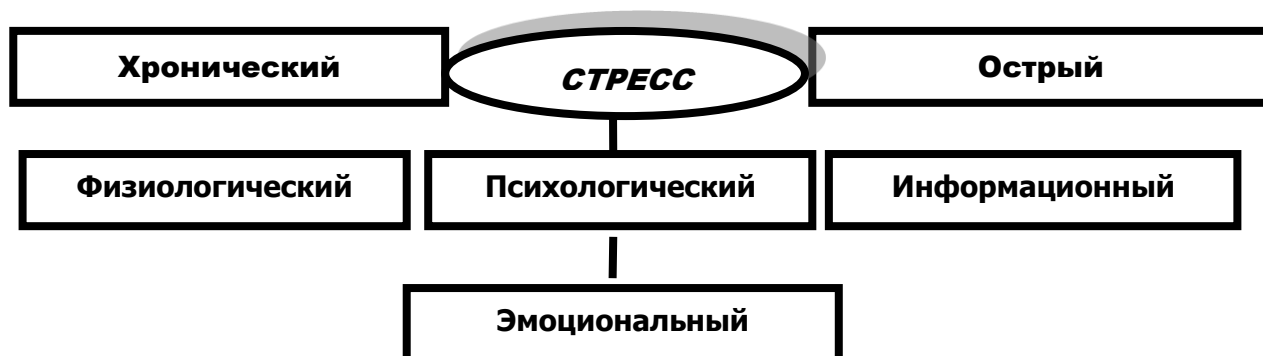 Хронический
СТРЕСС
Острый
Физиологический
Психологический
Информационный
Эмоциональный